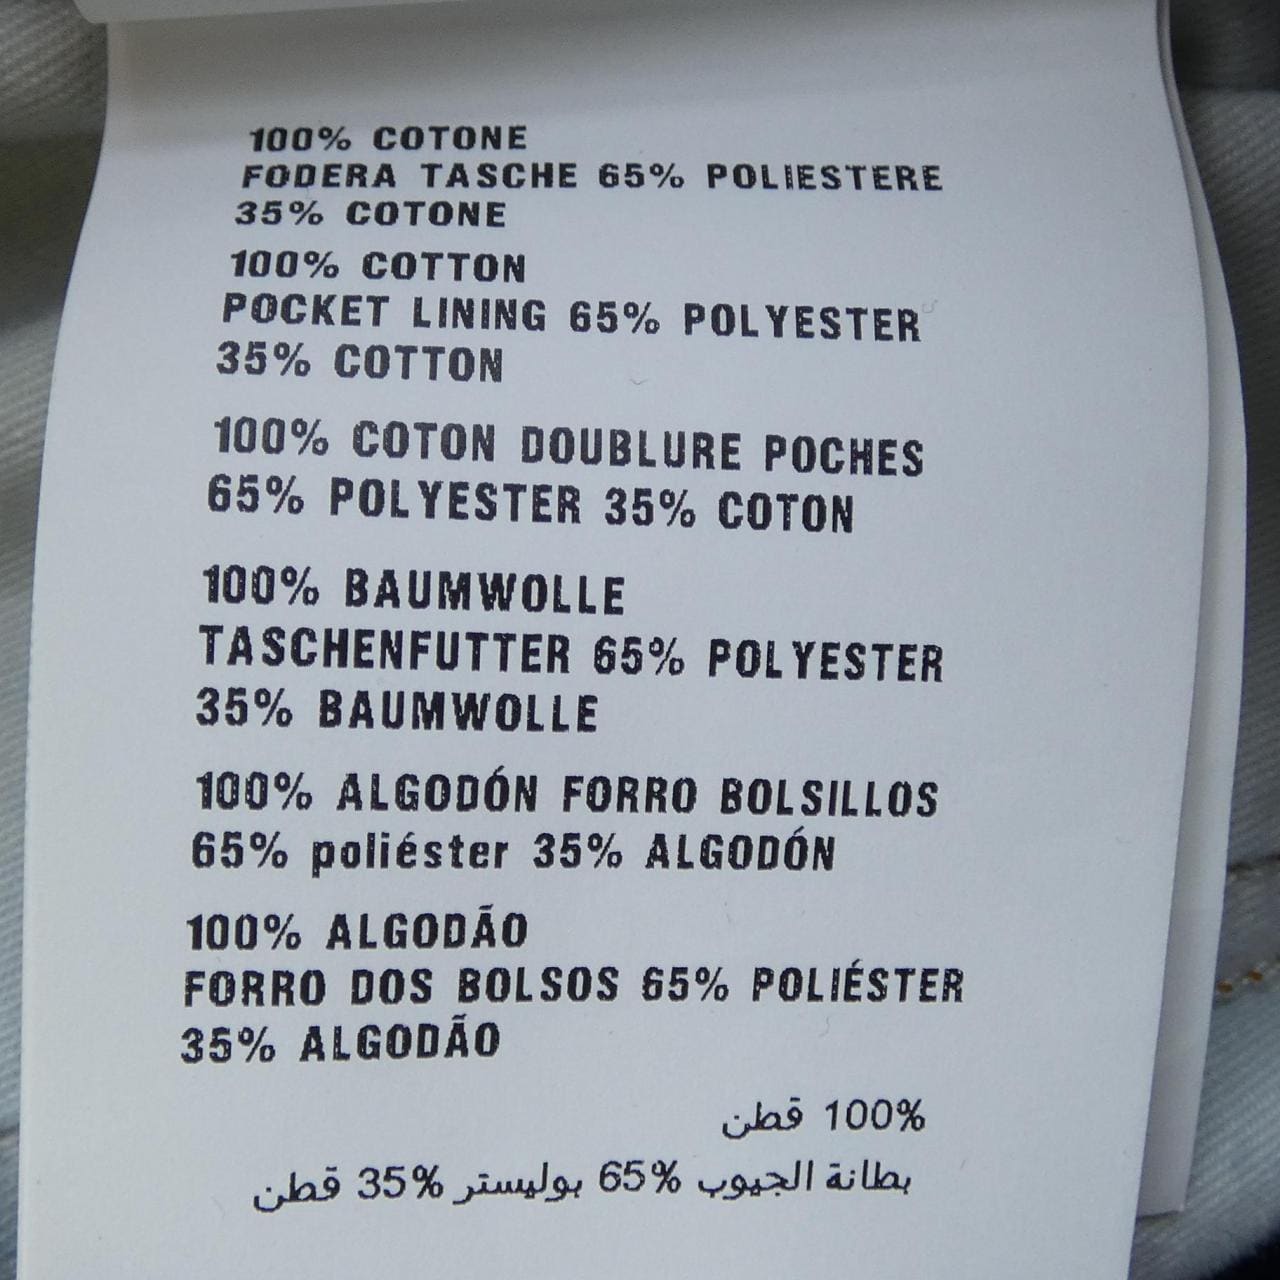 100% COTONE
FODERA TASCHE 65% POLIESTERE
35% COTONE
100% COTTON
POCKET LINING 65% POLYESTER
35% COTTON
100% COTON DOUBLURE POCHES
65% POLYESTER 35% COTON
100% BAUMWOLLE
TASCHENFUTTER 65% POLYESTER
35% BAUMWOLLE
100% ALGODÓN FORRO BOLSILLOS
65% poliéster 35% ALGODÓN
100% ALGODÃO
FORRO DOS BOLSOS 65% POLIÉSTER
35% ALGODÃO
100% قطن
بطانة الجيوب 65% بوليستر 35% قطن